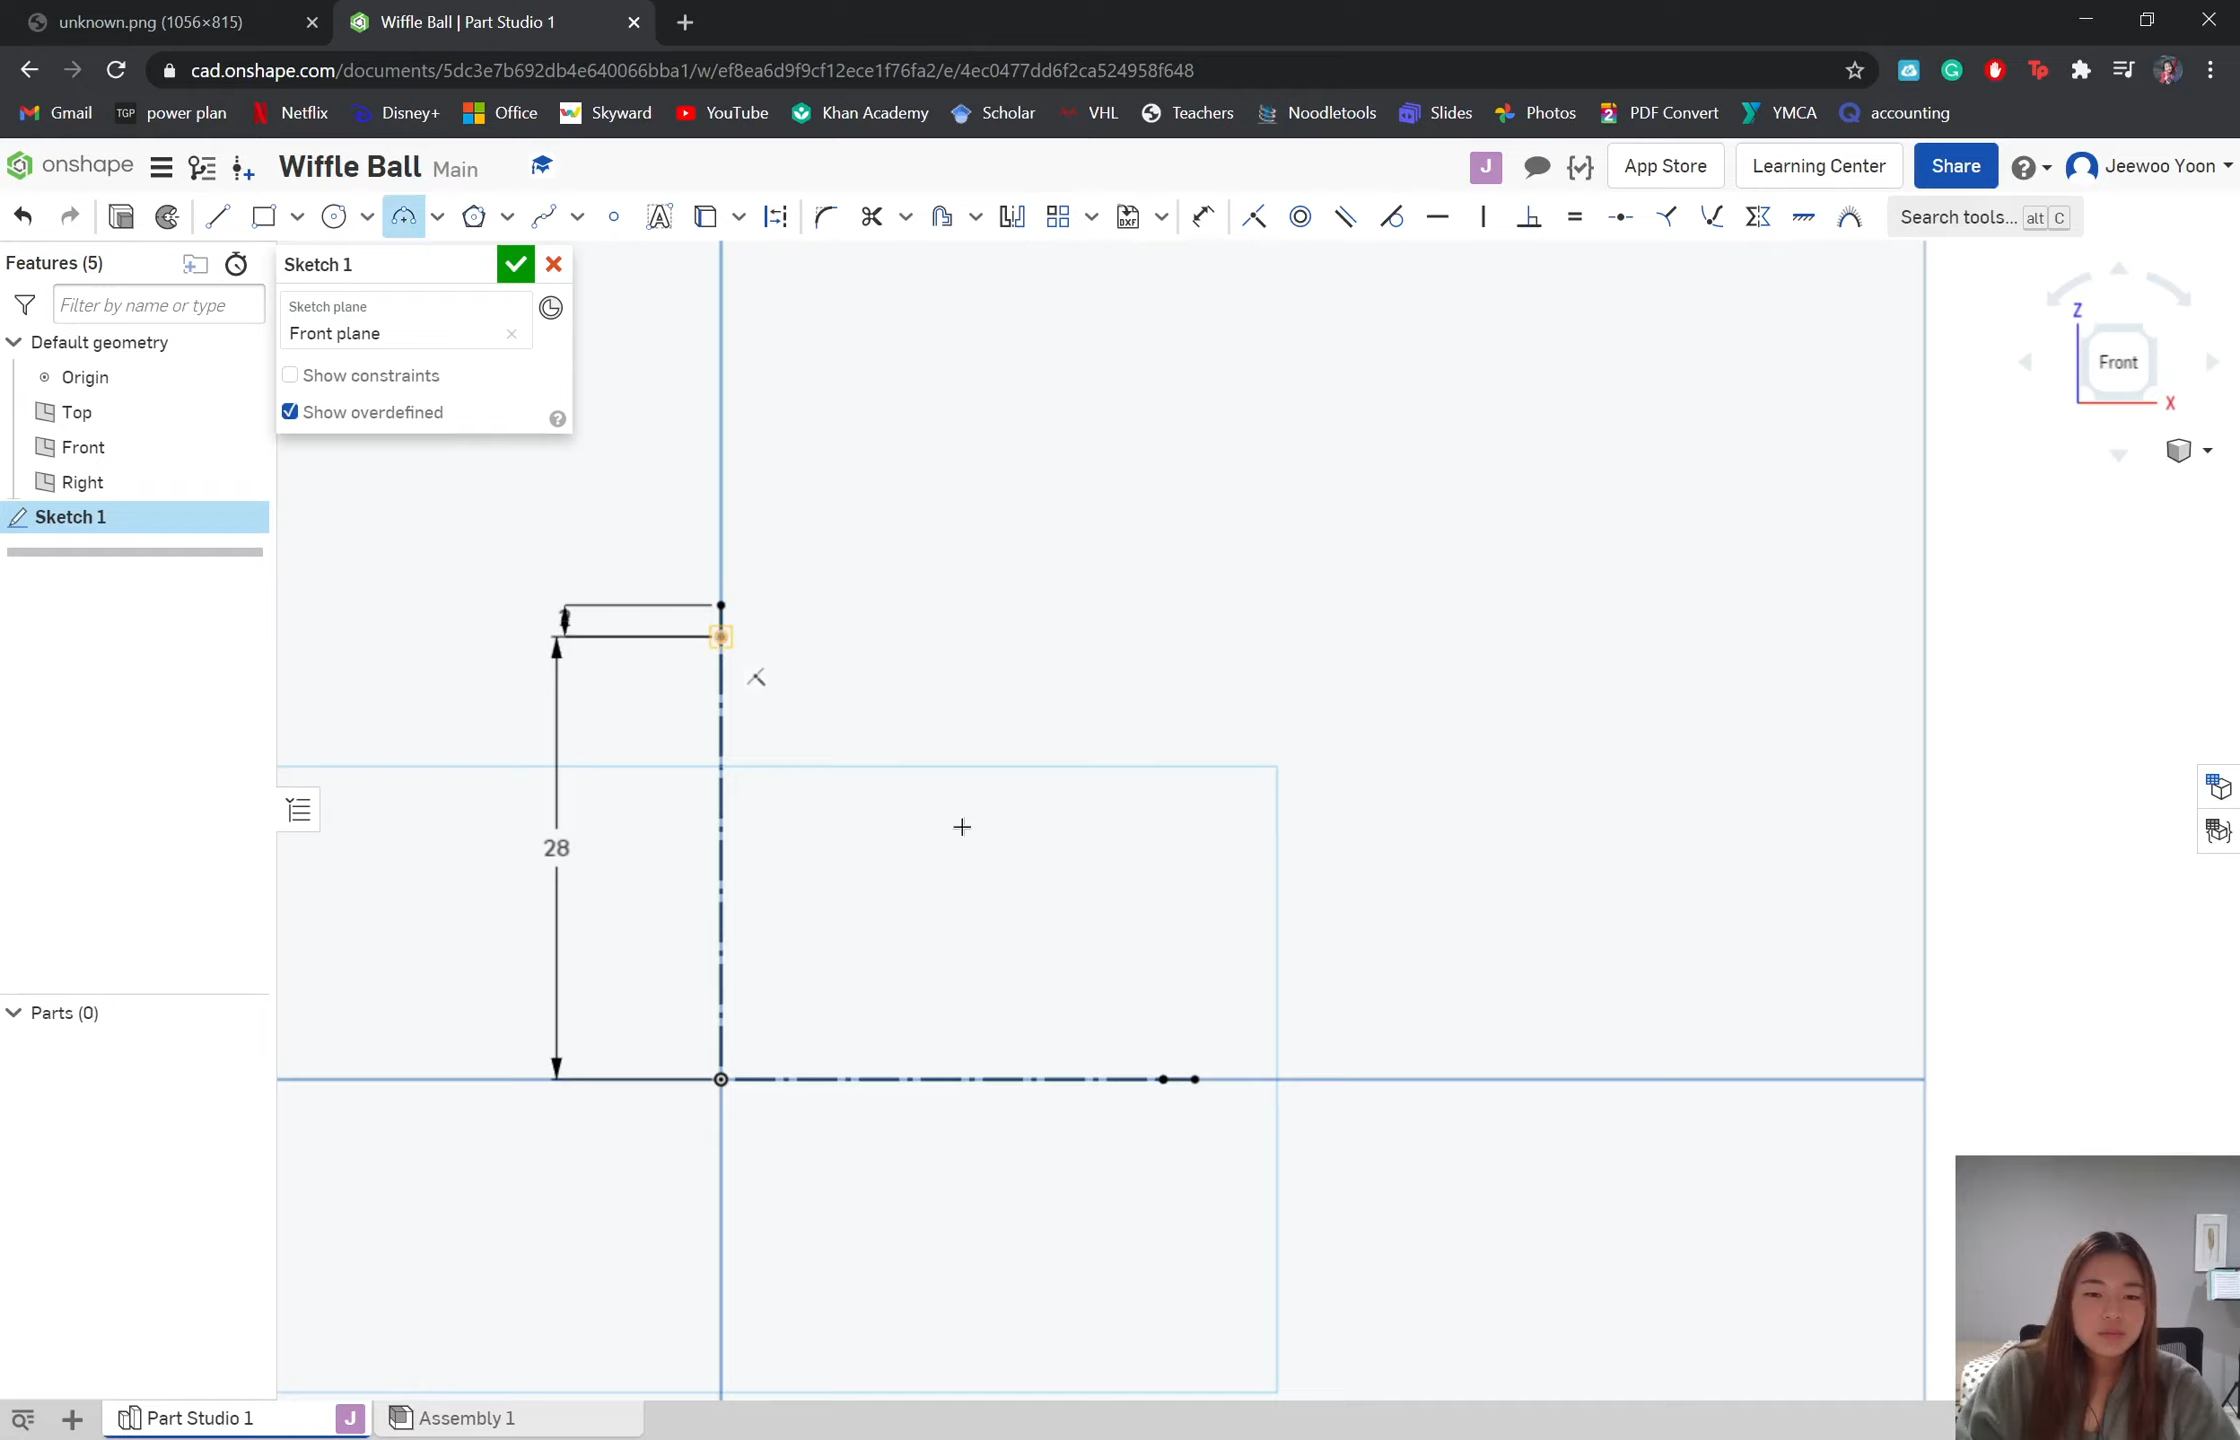 unknown.png (1056×815)
Wiffle Ball | Part Studio 1
cad.onshape.com/documents/5dc3e7b692db4e640066bba1/w/ef8ea6d9f9cf12ece1f76fa2/e/4ec0477dd6f2ca524958f648
Gmail TGP power plan Netflix Disney+ Office Skyward YouTube Khan Academy Scholar VHL Teachers Noodletools Slides Photos 2 PDF Convert YMCA accounting
onshape Wiffle Ball Main J App Store Learning Center Share Jeewoo Yoon
DXF Search tools... alt C
Features (5)
Filter by name or type
Default geometry
Origin
Top
Front
Right
Sketch 1
Parts (0)
Sketch 1
Sketch plane
Front plane
Show constraints
Show overdefined
Z
Front
X
28
Part Studio 1 J Assembly 1